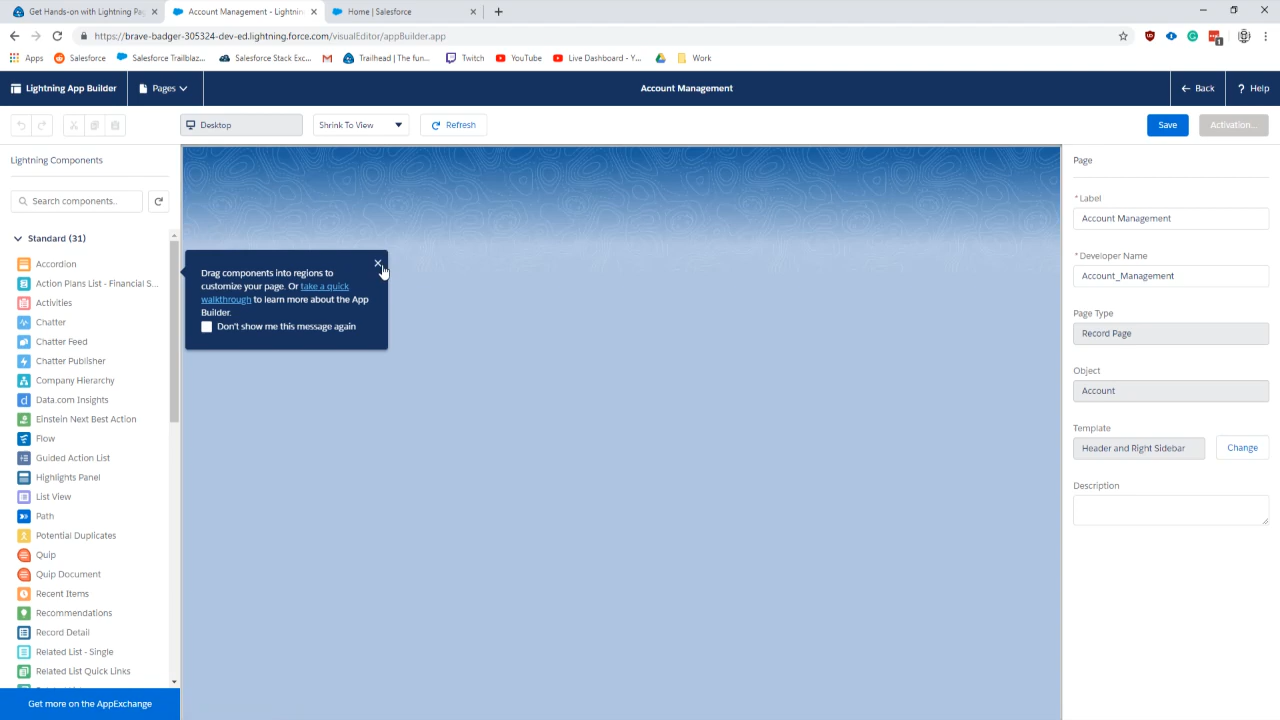 Get Hands-on with Lightning Pa
Account Management - Lightnin
Home | Salesforce
https://brave-badger-305324-dev-ed.lightning.force.com/visualEditor/appBuilder.app
1
Apps
Salesforce
Salesforce Trailblaz...
Salesforce Stack Exc...
Trailhead | The fun...
Twitch
YouTube
Live Dashboard - Y...
Work
Lightning App Builder
Pages
Account Management
Back
? Help
Desktop
Shrink To View
Refresh
Save
Activation...
Lightning Components
Search components..
Standard (31)
Accordion
Action Plans List - Financial S...
Activities
Chatter
Chatter Feed
Chatter Publisher
Company Hierarchy
Data.com Insights
Einstein Next Best Action
Flow
Guided Action List
Highlights Panel
List View
Path
Potential Duplicates
Quip
Quip Document
Recent Items
Recommendations
Record Detail
Related List - Single
Related List Quick Links
Get more on the AppExchange
Drag components into regions to
customize your page. Or take a quick
walkthrough to learn more about the App
Builder.
Don't show me this message again
Page
* Label
Account Management
* Developer Name
Account_Management
Page Type
Record Page
Object
Account
Template
Header and Right Sidebar
Change
Description